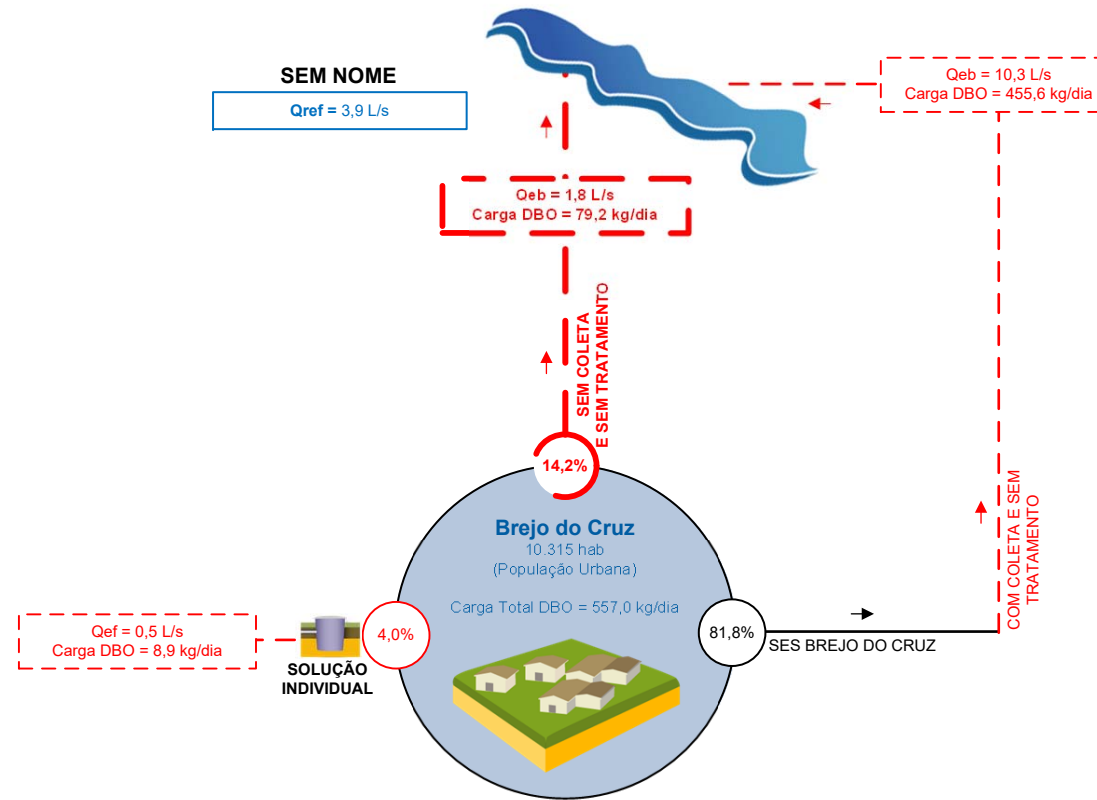 SEM NOME
Qref = 3,9 L/s
Qeb = 10,3 L/s
Carga DBO = 455,6 kg/dia
Qeb = 1,8 L/s
Carga DBO = 79,2 kg/dia
SEM COLETA
E SEM TRATAMENTO
COM COLETA E SEM
TRATAMENTO
14,2%
Brejo do Cruz
10.315 hab
(População Urbana)
Carga Total DBO = 557,0 kg/dia
Qef = 0,5 L/s
Carga DBO = 8,9 kg/dia
SOLUÇÃO
INDIVIDUAL
4,0%
81,8%
SES BREJO DO CRUZ